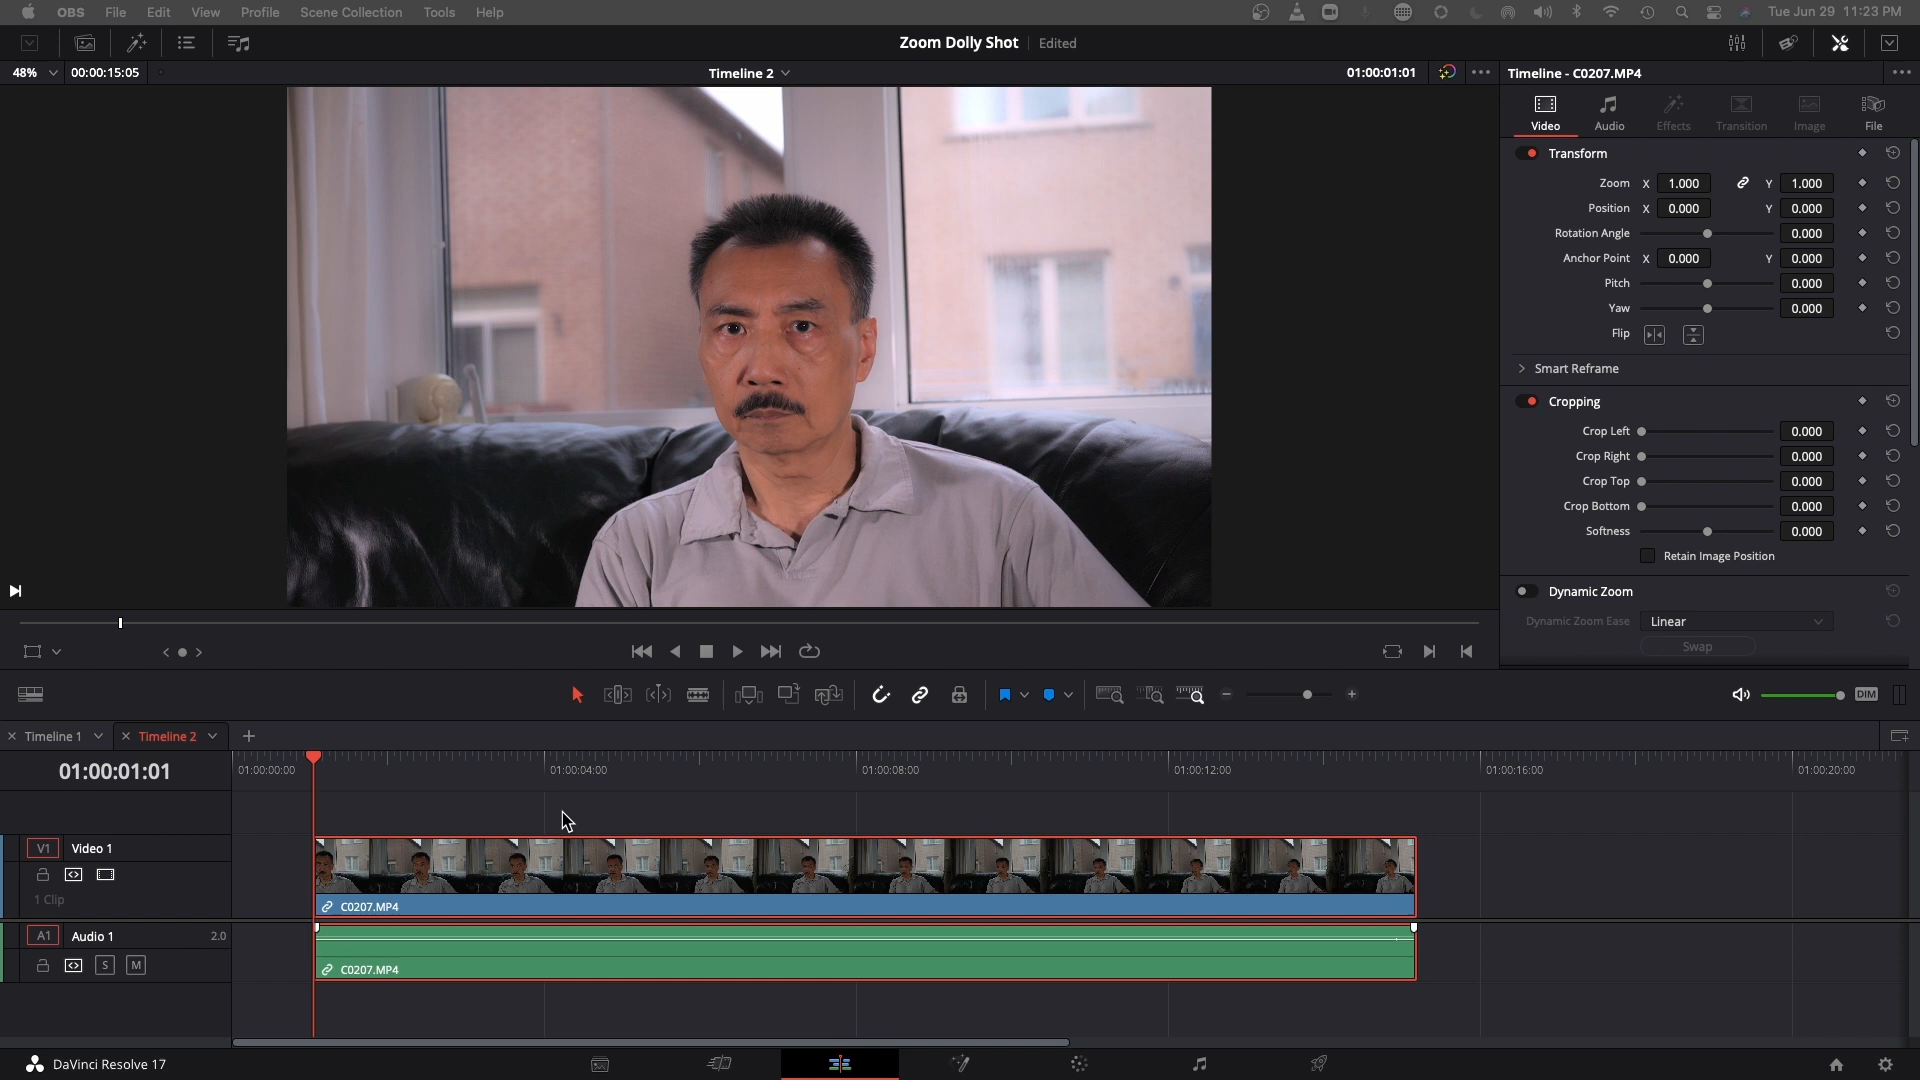 OBS File Edit View Profile Scene Collection Tools Help Tue Jun 29 11:23 PM
Zoom Dolly Shot Edited
48% 00:00:15:05 Timeline 2 01:00:01:01 Timeline - C0207.MP4
Video Audio Effects Transition Image File
Transform
Zoom X 1.000 Y 1.000
Position X 0.000 Y 0.000
Rotation Angle 0.000
Anchor Point X 0.000 Y 0.000
Pitch 0.000
Yaw 0.000
Flip
Smart Reframe
Cropping
Crop Left 0.000
Crop Right 0.000
Crop Top 0.000
Crop Bottom 0.000
Softness 0.000
Retain Image Position
Dynamic Zoom
Dynamic Zoom Ease Linear
Swap
DIM
Timeline 1 Timeline 2
01:00:01:01 01:00:00:00 01:00:04:00 01:00:08:00 01:00:12:00 01:00:16:00 01:00:20:00
V1 Video 1
1 Clip
C0207.MP4
A1 Audio 1 2.0
S M
C0207.MP4
DaVinci Resolve 17